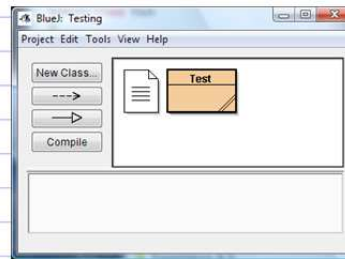 BlueJ: Testing
Project Edit Tools View Help
New Class...
Test
Compile